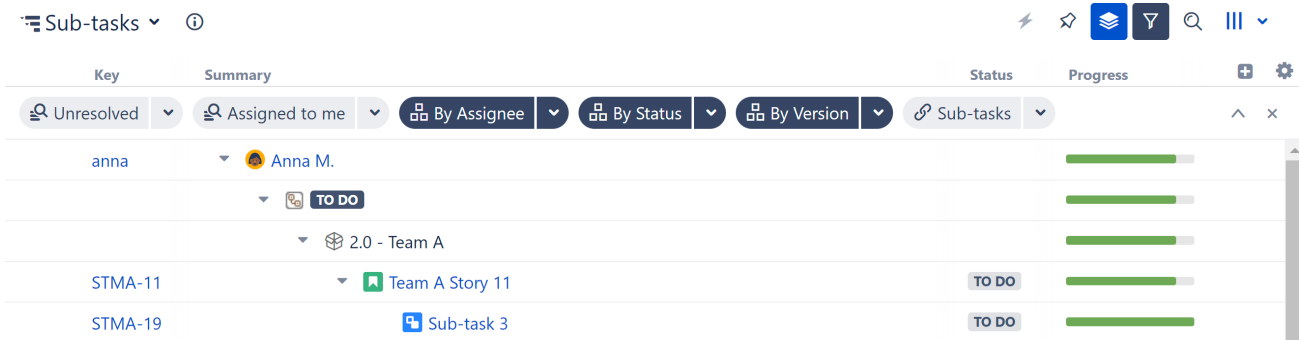 Sub-tasks
Key Summary Status Progress
Unresolved Assigned to me By Assignee By Status By Version Sub-tasks
anna Anna M.
TO DO
2.0 - Team A
STMA-11 Team A Story 11 TO DO
STMA-19 Sub-task 3 TO DO